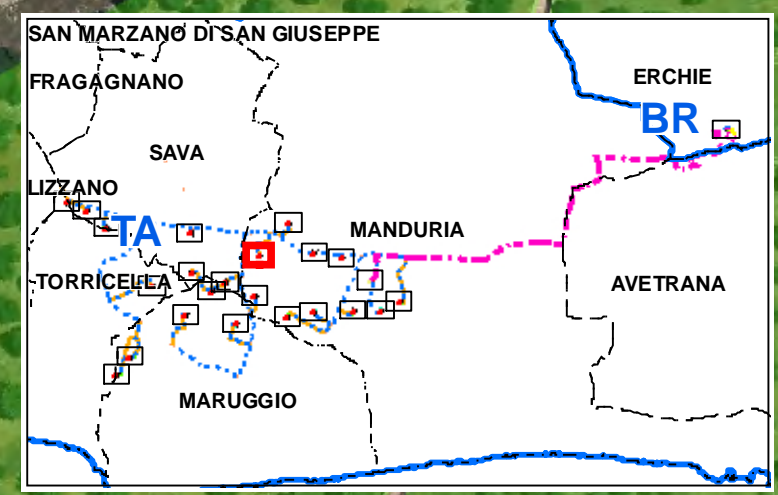 SAN MARZANO DI SAN GIUSEPPE
ERCHIE
FRAGAGNANO
BR
SAVA
LIZZANO
TA
MANDURIA
TORRICELLA
AVETRANA
MARUGGIO